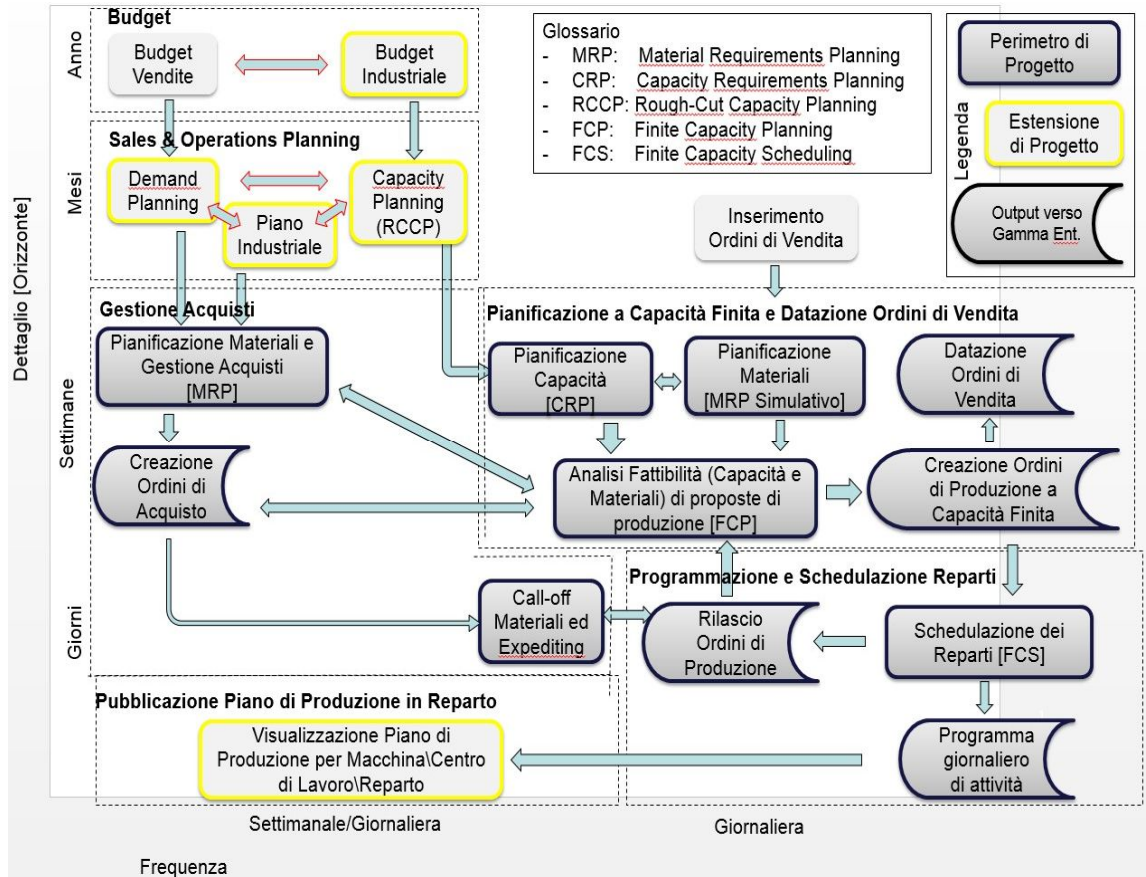 Budget
Anno
Budget
Vendite
Budget
Industriale
Glossario
- MRP: Material Requirements Planning
- CRP: Capacity Requirements Planning
- RCCP: Rough-Cut Capacity Planning
- FCP: Finite Capacity Planning
- FCS: Finite Capacity Scheduling
Legenda
Perimetro di
Progetto
Estensione
di Progetto
Output verso
Gamma Ent.
Dettaglio [Orizzonte]
Mesi
Sales & Operations Planning
Demand
Planning
Piano
Industriale
Capacity
Planning
(RCCP)
Inserimento
Ordini di Vendita
Settimane
Gestione Acquisti
Pianificazione Materiali e
Gestione Acquisti
[MRP]
Creazione
Ordini di
Acquisto
Pianificazione a Capacità Finita e Datazione Ordini di Vendita
Pianificazione
Capacità
[CRP]
Pianificazione
Materiali
[MRP Simulativo]
Datazione
Ordini di
Vendita
Analisi Fattibilità (Capacità e
Materiali) di proposte di
produzione [FCP]
Creazione Ordini
di Produzione a
Capacità Finita
Giorni
Call-off
Materiali ed
Expediting
Programmazione e Schedulazione Reparti
Rilascio
Ordini di
Produzione
Schedulazione dei
Reparti [FCS]
Pubblicazione Piano di Produzione in Reparto
Visualizzazione Piano di
Produzione per Macchina\Centro
di Lavoro\Reparto
Programma
giornaliero
di attività
Settimanale/Giornaliera
Giornaliera
Frequenza